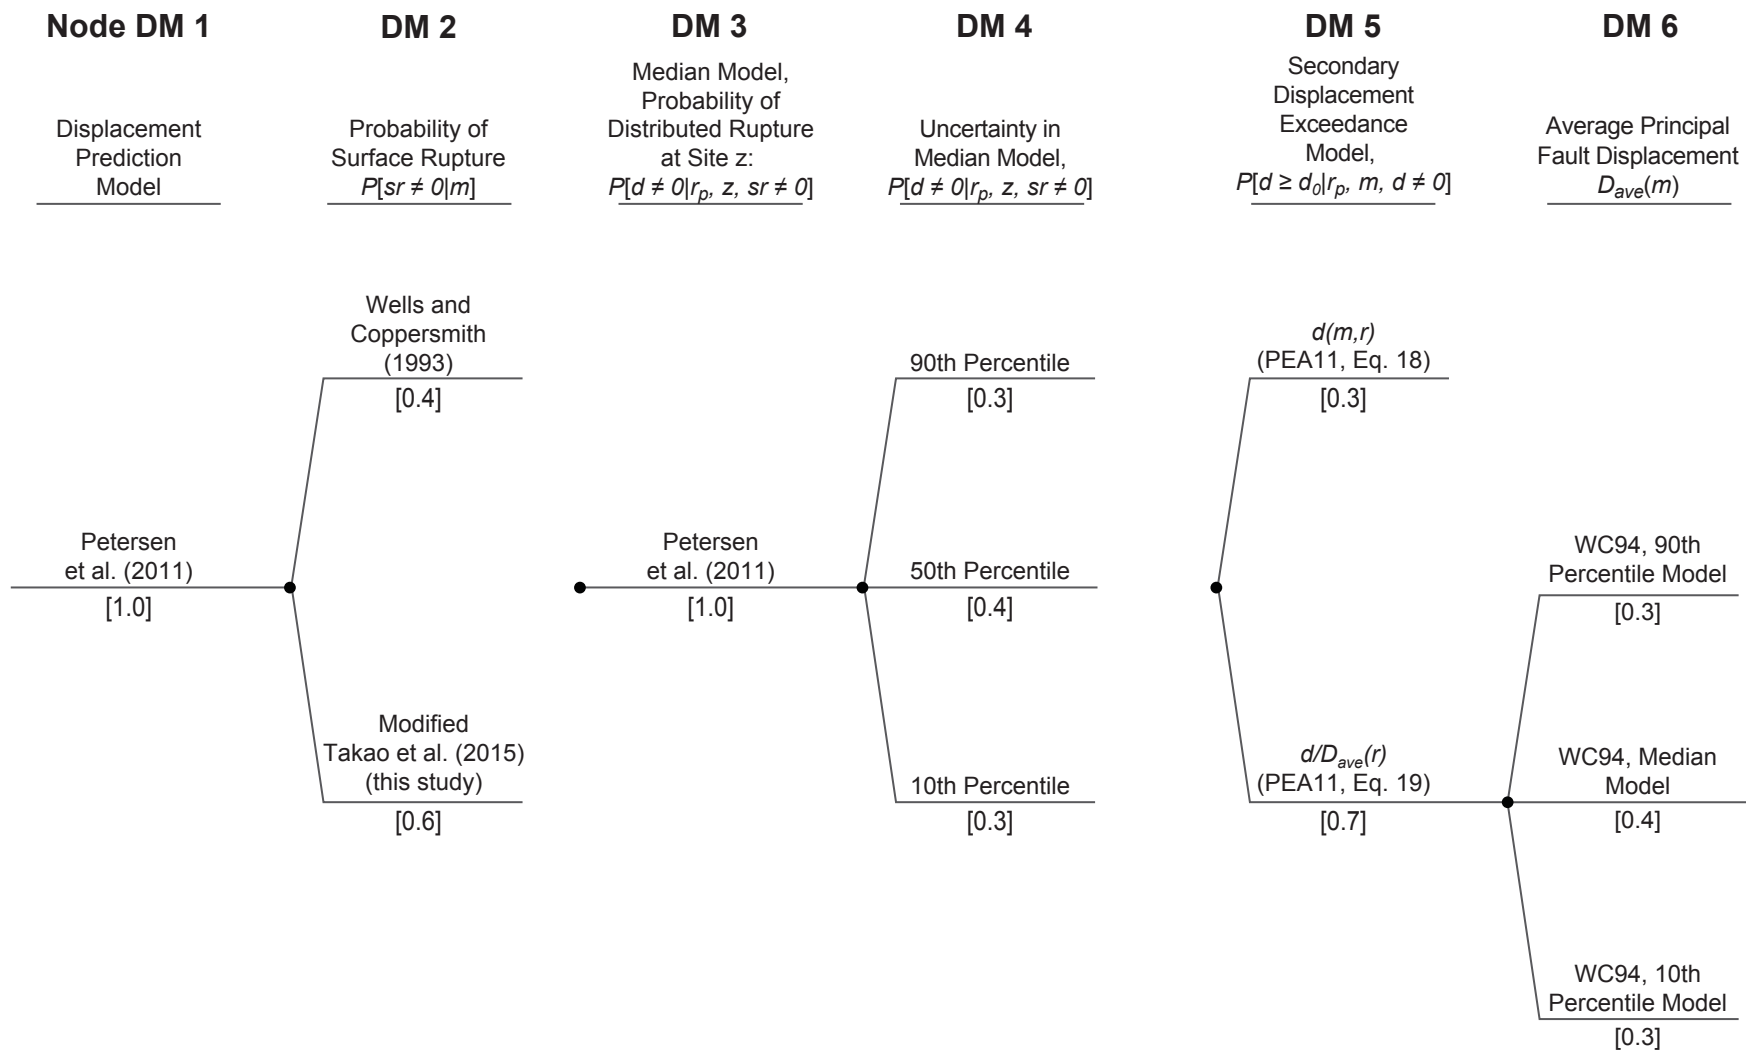 Node DM 1
Displacement
Prediction
Model
DM 2
Probability of
Surface Rupture
P[sr ≠ 0|m]
DM 3
Median Model,
Probability of
Distributed Rupture
at Site z:
P[d ≠ 0|rp, z, sr ≠ 0]
DM 4
Uncertainty in
Median Model,
P[d ≠ 0|rp, z, sr ≠ 0]
DM 5
Secondary
Displacement
Exceedance
Model,
P[d ≥ d0|rp, m, d ≠ 0]
DM 6
Average Principal
Fault Displacement
Dave(m)
Petersen
et al. (2011)
[1.0]
Wells and
Coppersmith
(1993)
[0.4]
Modified
Takao et al. (2015)
(this study)
[0.6]
Petersen
et al. (2011)
[1.0]
90th Percentile
[0.3]
50th Percentile
[0.4]
10th Percentile
[0.3]
d(m,r)
(PEA11, Eq. 18)
[0.3]
d/Dave(r)
(PEA11, Eq. 19)
[0.7]
WC94, 90th
Percentile Model
[0.3]
WC94, Median
Model
[0.4]
WC94, 10th
Percentile Model
[0.3]